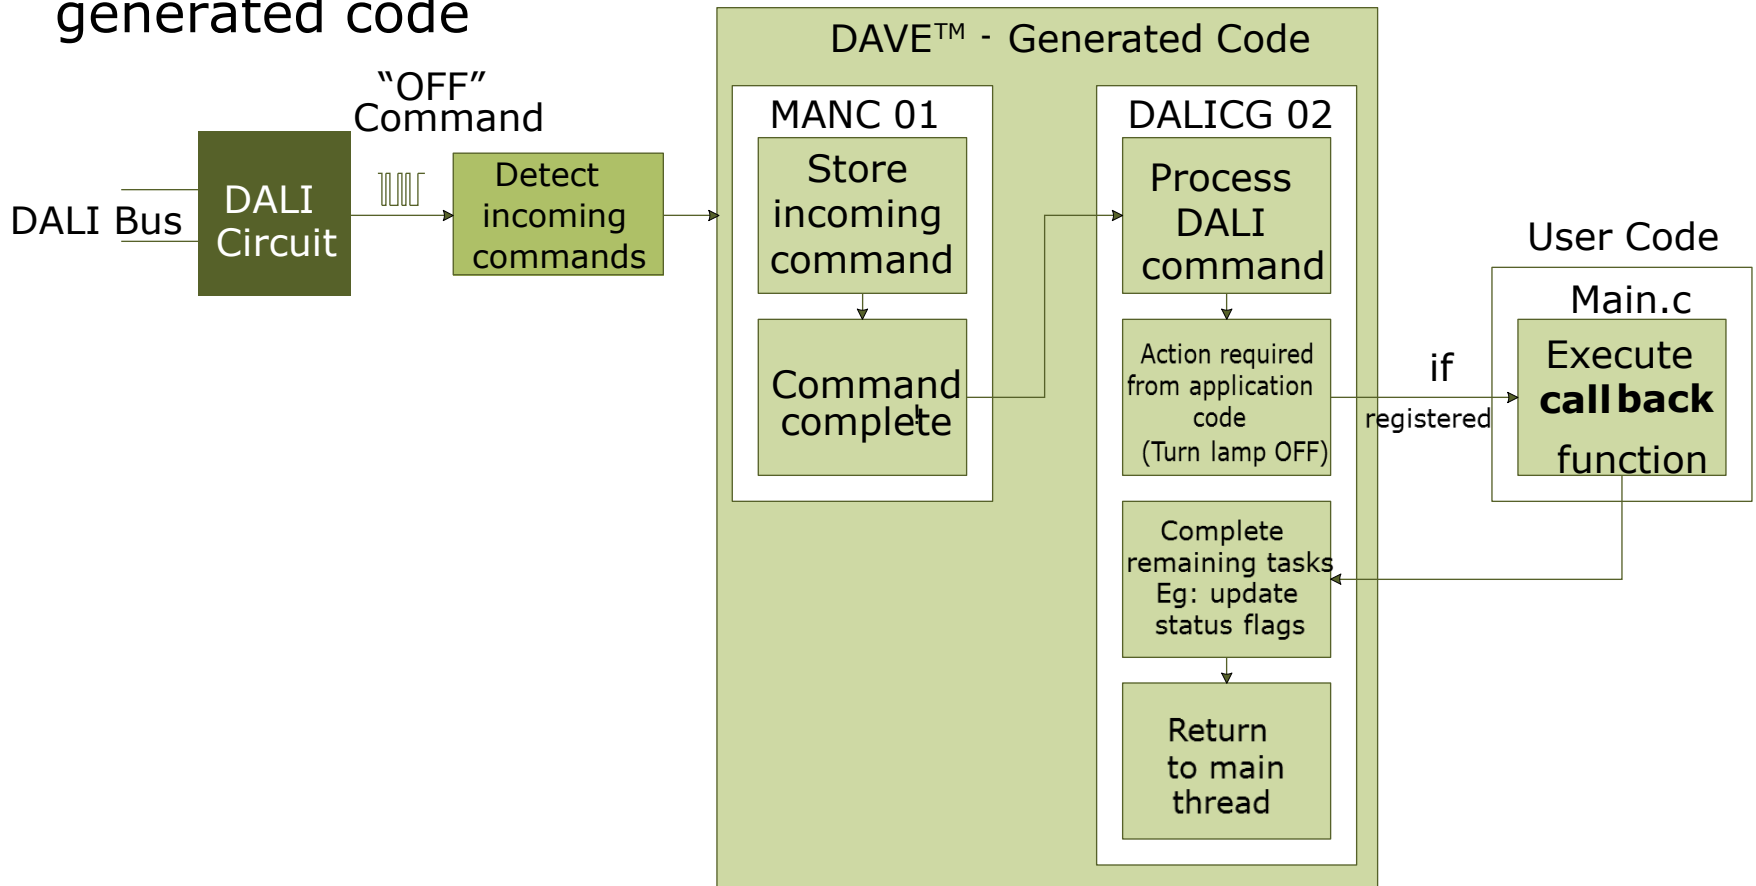 generated code
DAVE™ - Generated Code
“OFF”
Command
DALI Bus
DALI
Circuit
Detect
incoming
commands
MANC 01
Store
incoming
command
Command
complete!
DALICG 02
Process
DALI
command
Action required
from application
code
(Turn lamp OFF)
if
registered
User Code
Main.c
Execute
callback
function
Complete
remaining tasks
Eg: update
status flags
Return
to main
thread